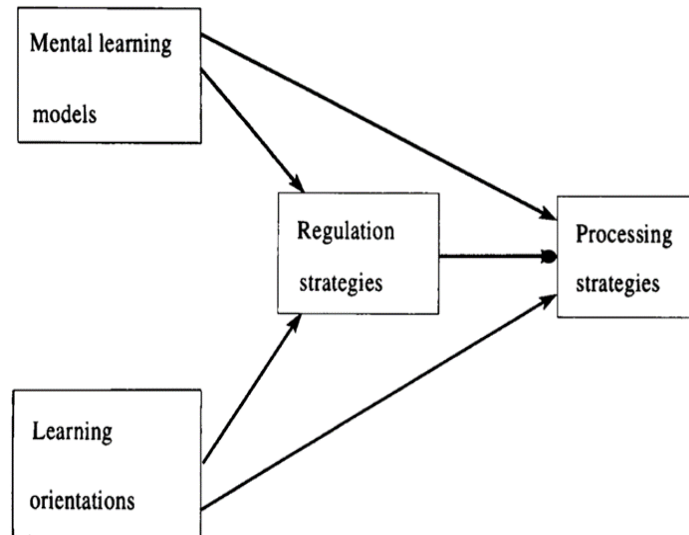 Mental learning
models
Regulation
strategies
Processing
strategies
Learning
orientations